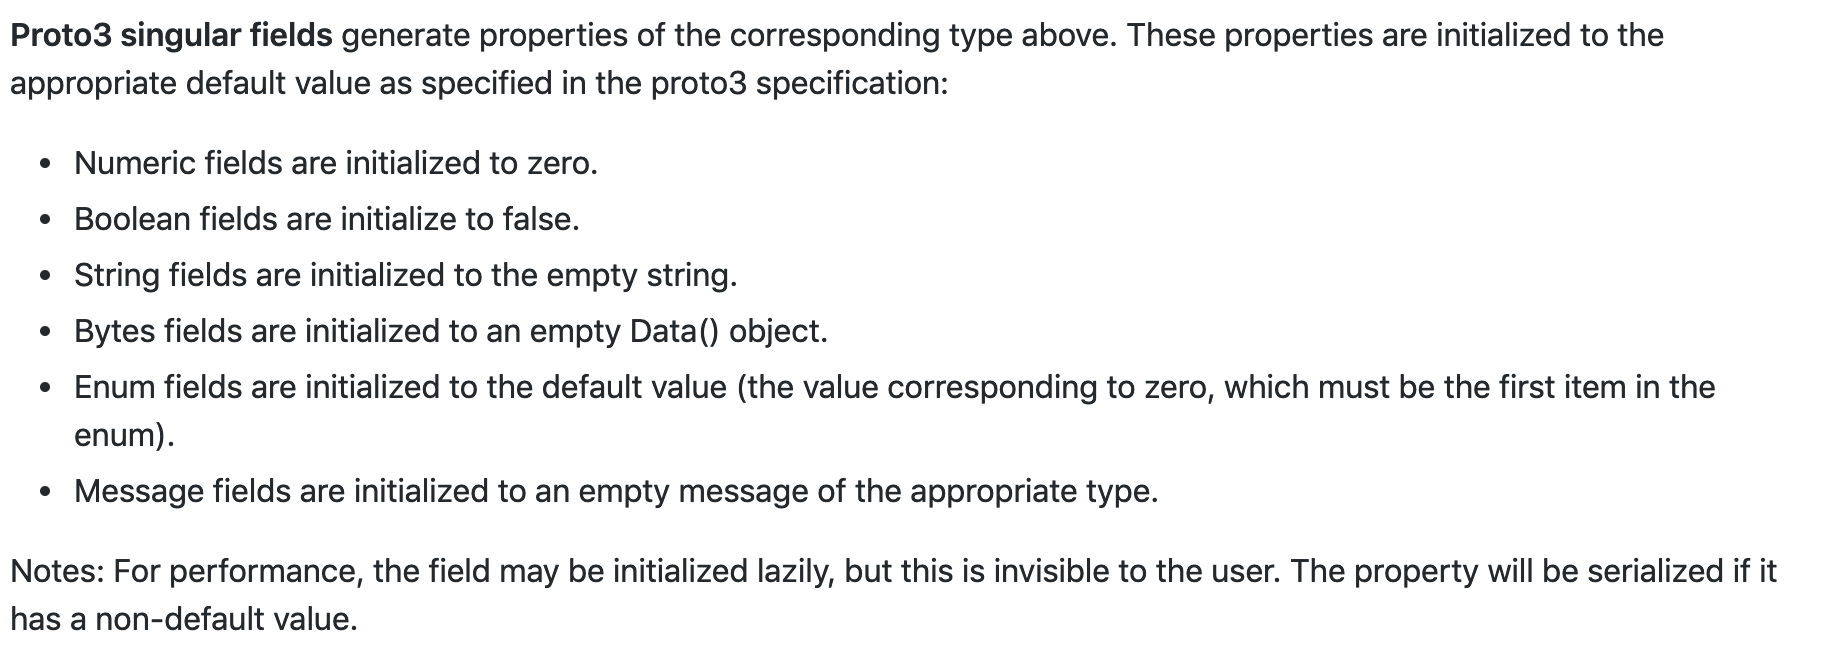 Proto3 singular fields generate properties of the corresponding type above. These properties are initialized to the
appropriate default value as specified in the proto3 specification:
• Numeric fields are initialized to zero.
• Boolean fields are initialize to false.
• String fields are initialized to the empty string.
• Bytes fields are initialized to an empty Data() object.
• Enum fields are initialized to the default value (the value corresponding to zero, which must be the first item in the
enum).
• Message fields are initialized to an empty message of the appropriate type.
Notes: For performance, the field may be initialized lazily, but this is invisible to the user. The property will be serialized if it
has a non-default value.